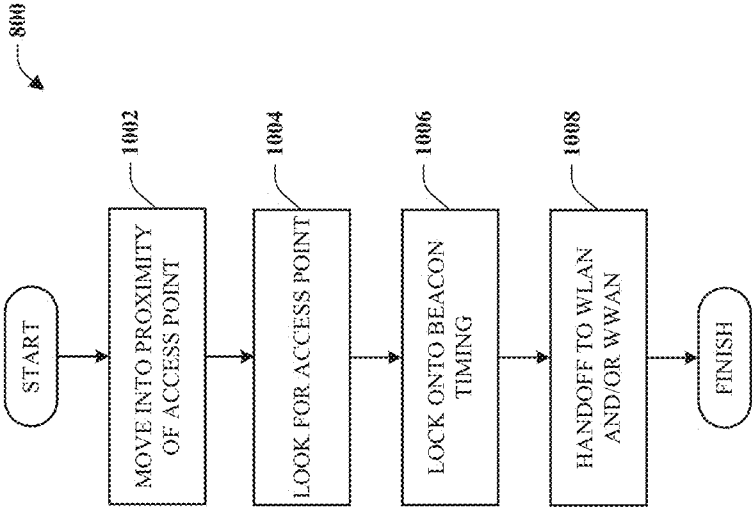 800
START
MOVE INTO PROXIMITY
OF ACCESS POINT
1002
LOOK FOR ACCESS POINT
1004
LOCK ONTO BEACON
TIMING
1006
HANDOFF TO WLAN
AND/OR WWAN
1008
FINISH